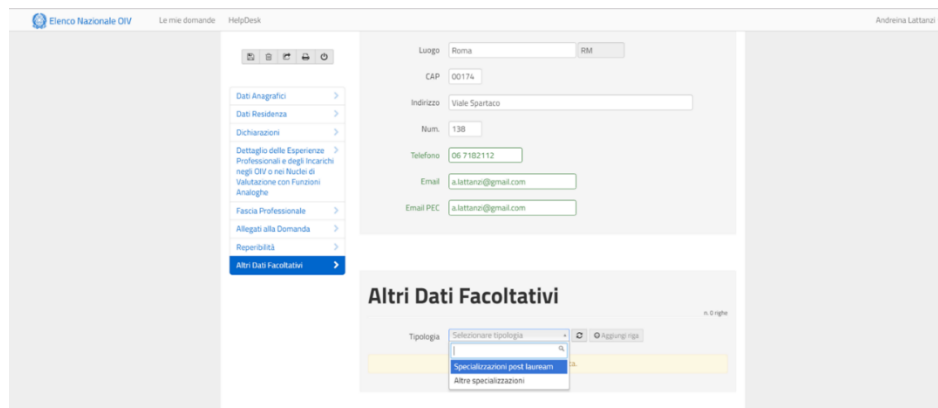 Elenco Nazionale OIV
Le mie domande
HelpDesk
Andreina Lattanzi
Dati Anagrafici
Dati Residenza
Dichiarazioni
Dettaglio delle Esperienze
Professionali e degli Incarichi
negli OIV o nei Nuclei di
Valutazione con Funzioni
Analoghe
Fascia Professionale
Allegati alla Domanda
Reperibilità
Altri Dati Facoltativi
Luogo Roma RM
CAP 00174
Indirizzo Viale Spartaco
Num. 138
Telefono 06 7182112
Email a.lattanzi@gmail.com
Email PEC a.lattanzi@gmail.com
Altri Dati Facoltativi
n. 0 righe
Tipologia Selezionare tipologia Aggiungi riga
Specializzazioni post lauream
Altre specializzazioni